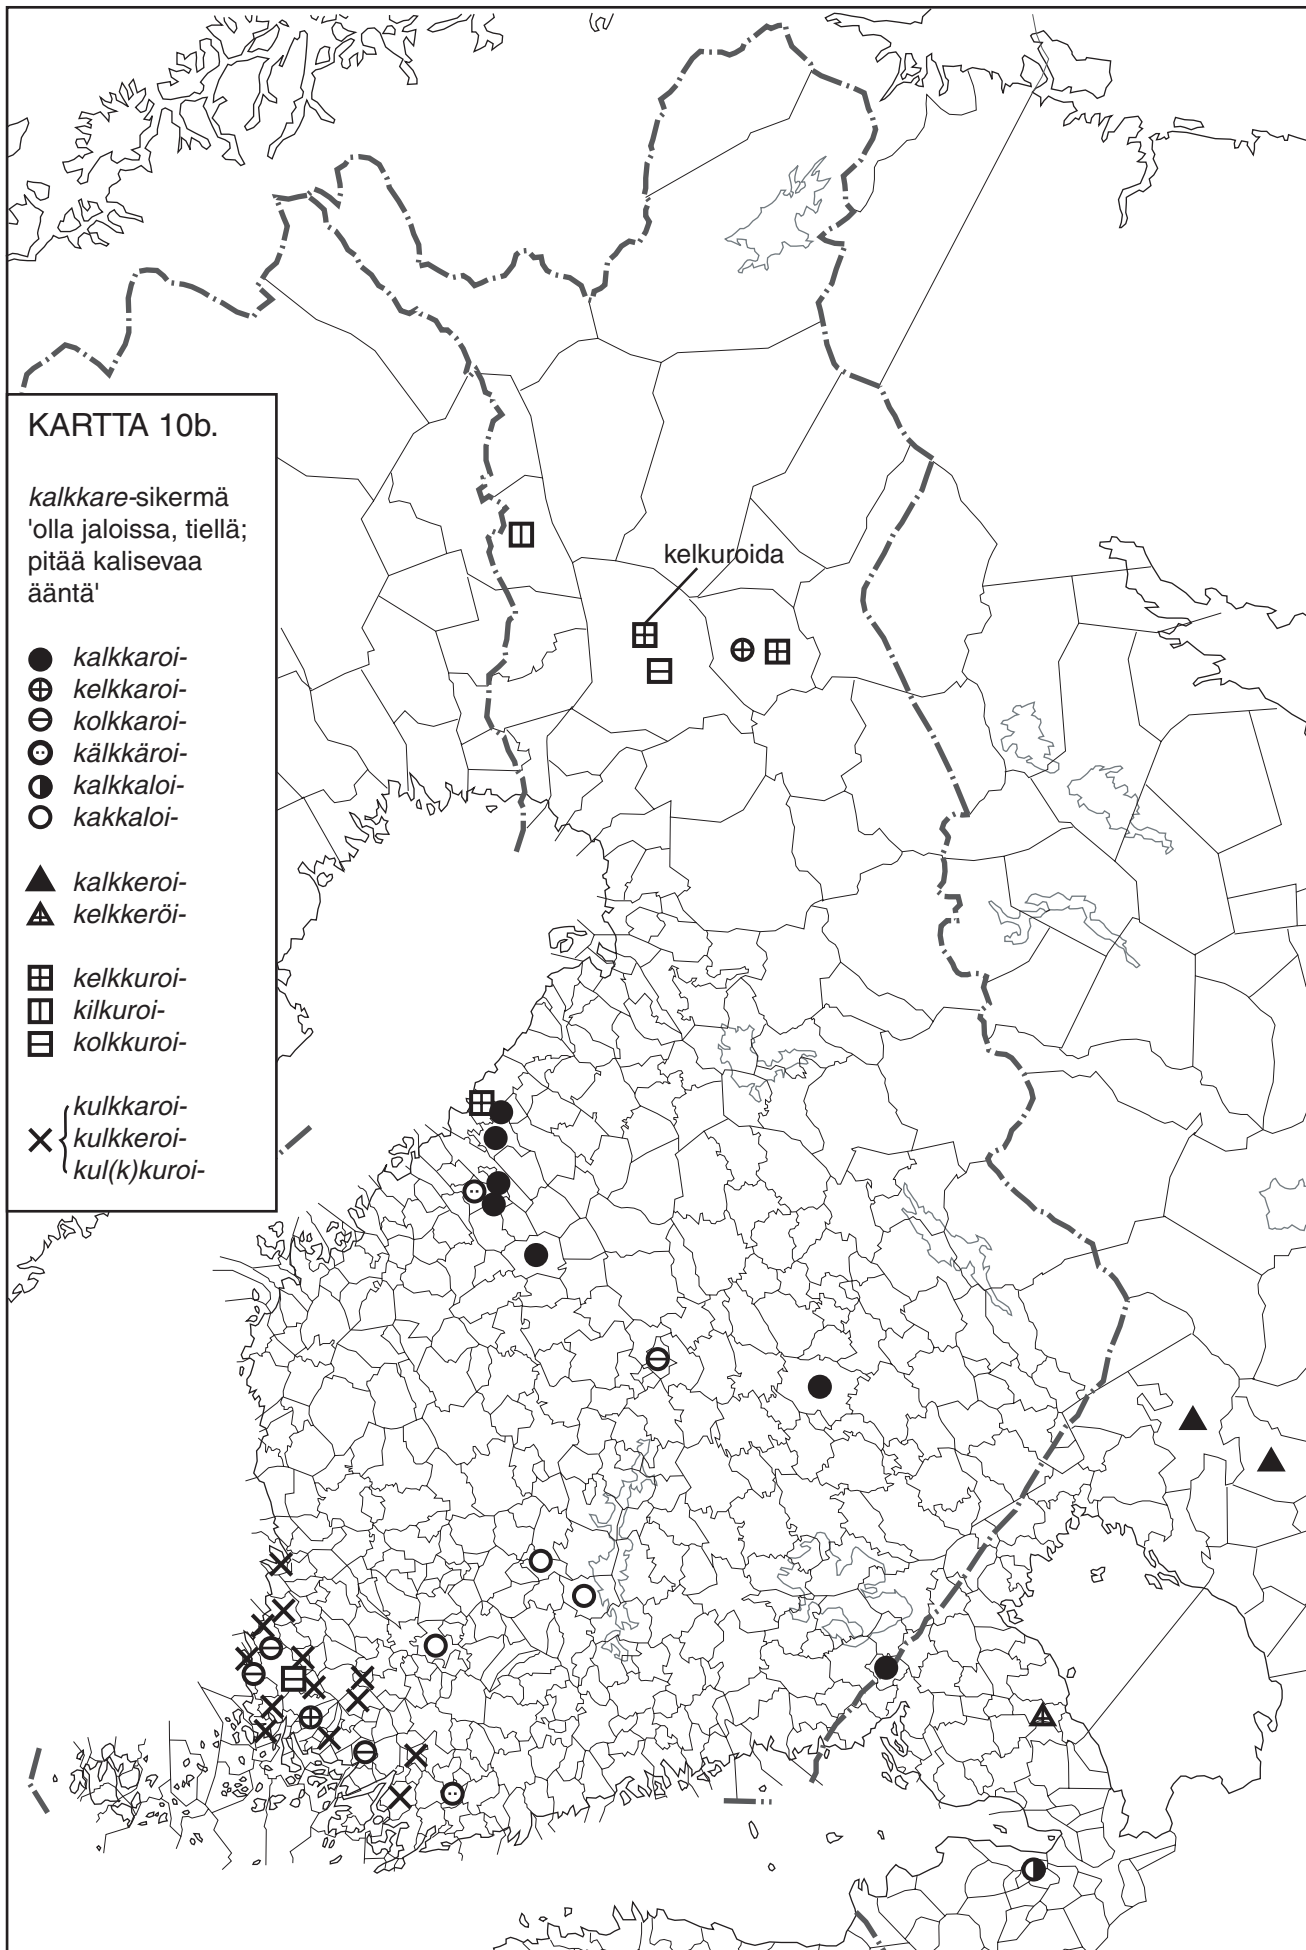 KARTTA 10b.
kalkkare-sikermä
'olla jaloissa, tiellä;
pitää kalisevaa
ääntä'
kalkkaroi-
kelkkaroi-
kolkkaroi-
kälkkäroi-
kalkkaloi-
kakkaloi-
kalkkeroi-
kelkkeröi-
kelkkuroi-
kilkuroi-
kolkkuroi-
kulkkaroi-
kulkkeroi-
kul(k)kuroi-
kelkuroida